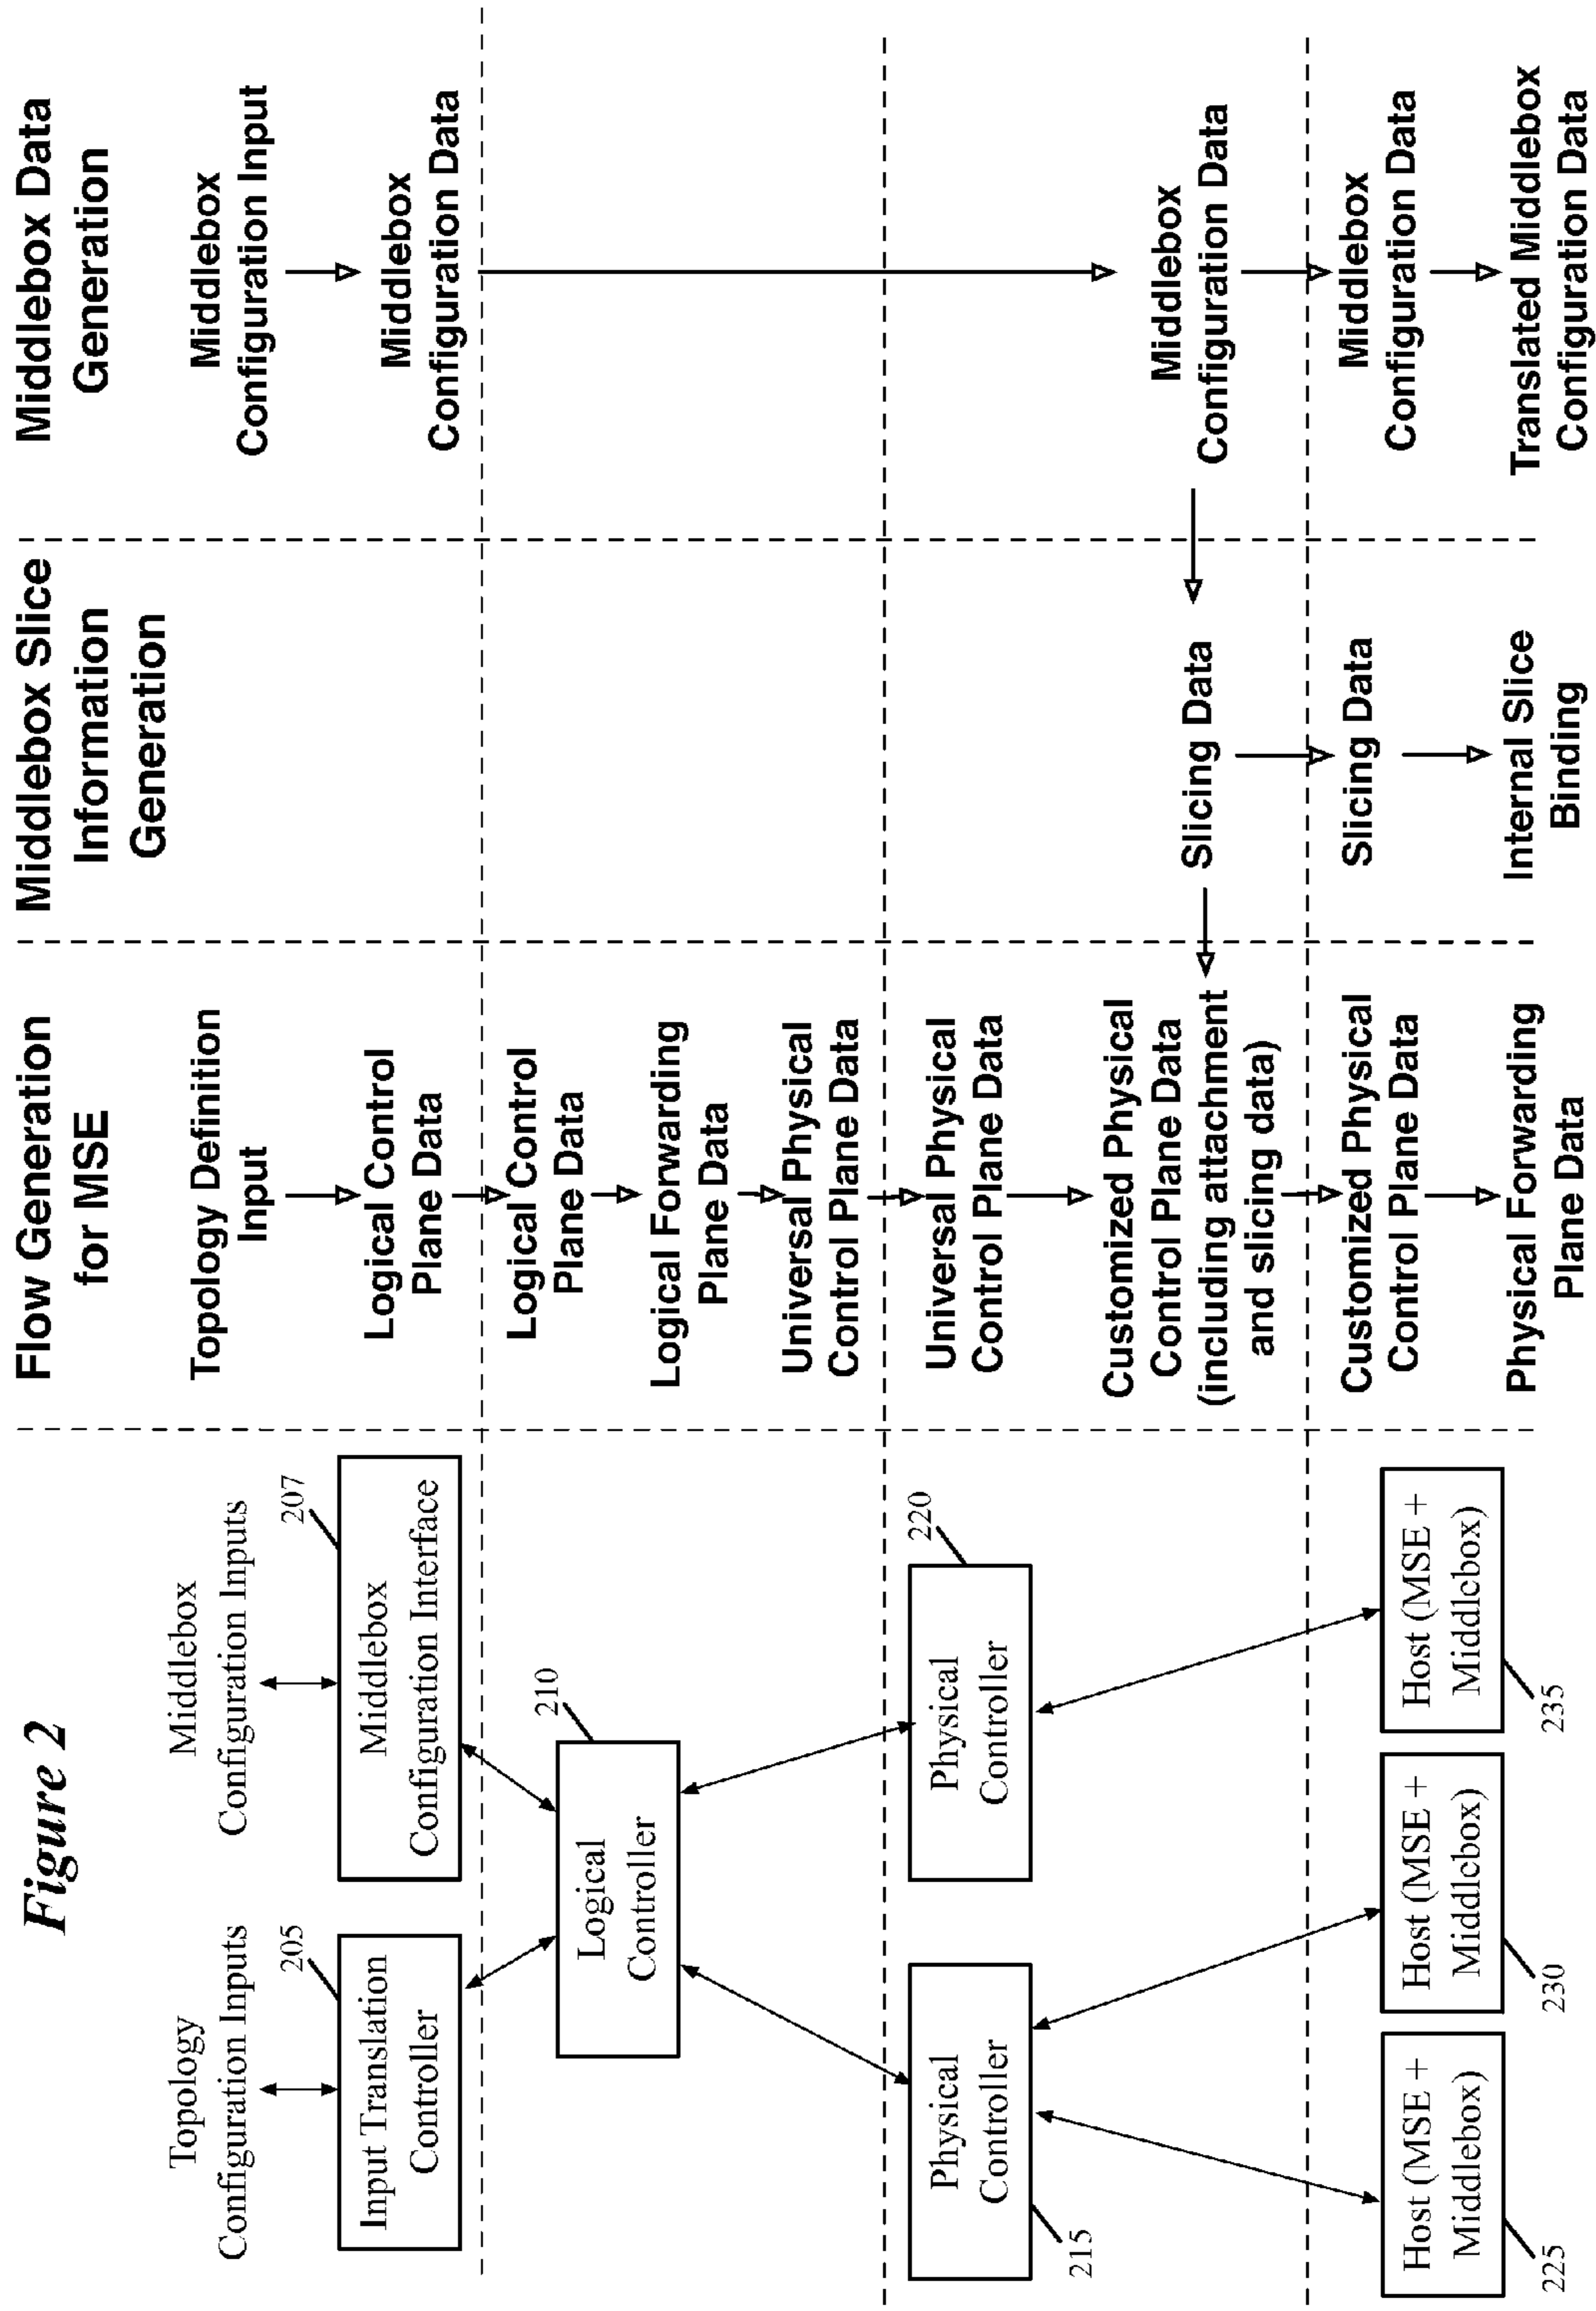 Figure 2
Topology
Configuration Inputs
Middlebox
Configuration Inputs
205
207
Input Translation
Controller
Middlebox
Configuration Interface
210
Logical
Controller
220
Physical
Controller
Physical
Controller
215
Host (MSE +
Middlebox)
Host (MSE +
Middlebox)
Host (MSE +
Middlebox)
225
230
235
Flow Generation
for MSE
Topology Definition
Input
Logical Control
Plane Data
Logical Control
Plane Data
Logical Forwarding
Plane Data
Universal Physical
Control Plane Data
Universal Physical
Control Plane Data
Customized Physical
Control Plane Data
(including attachment
and slicing data)
Customized Physical
Control Plane Data
Physical Forwarding
Plane Data
Middlebox Slice
Information
Generation
Slicing Data
Slicing Data
Internal Slice
Binding
Middlebox Data
Generation
Middlebox
Configuration Input
Middlebox
Configuration Data
Middlebox
Configuration Data
Middlebox
Configuration Data
Translated Middlebox
Configuration Data